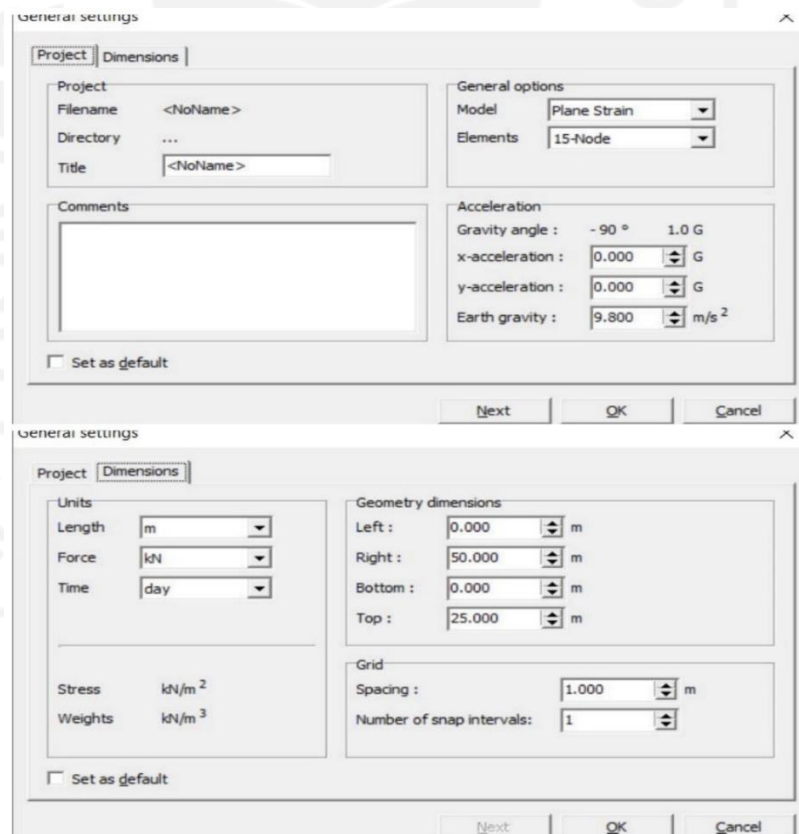 General settings
Project Dimensions
Project
Filename <NoName>
Directory ...
Title <NoName>
General options
Model Plane Strain
Elements 15-Node
Comments
Acceleration
Gravity angle : - 90 ° 1.0 G
x-acceleration : 0.000 G
y-acceleration : 0.000 G
Earth gravity : 9.800 m/s 2
Set as default
Next OK Cancel
General settings
Project Dimensions
Units
Length m
Force kN
Time day
Stress kN/m 2
Weights kN/m 3
Geometry dimensions
Left : 0.000 m
Right : 50.000 m
Bottom : 0.000 m
Top : 25.000 m
Grid
Spacing : 1.000 m
Number of snap intervals: 1
Set as default
Next OK Cancel